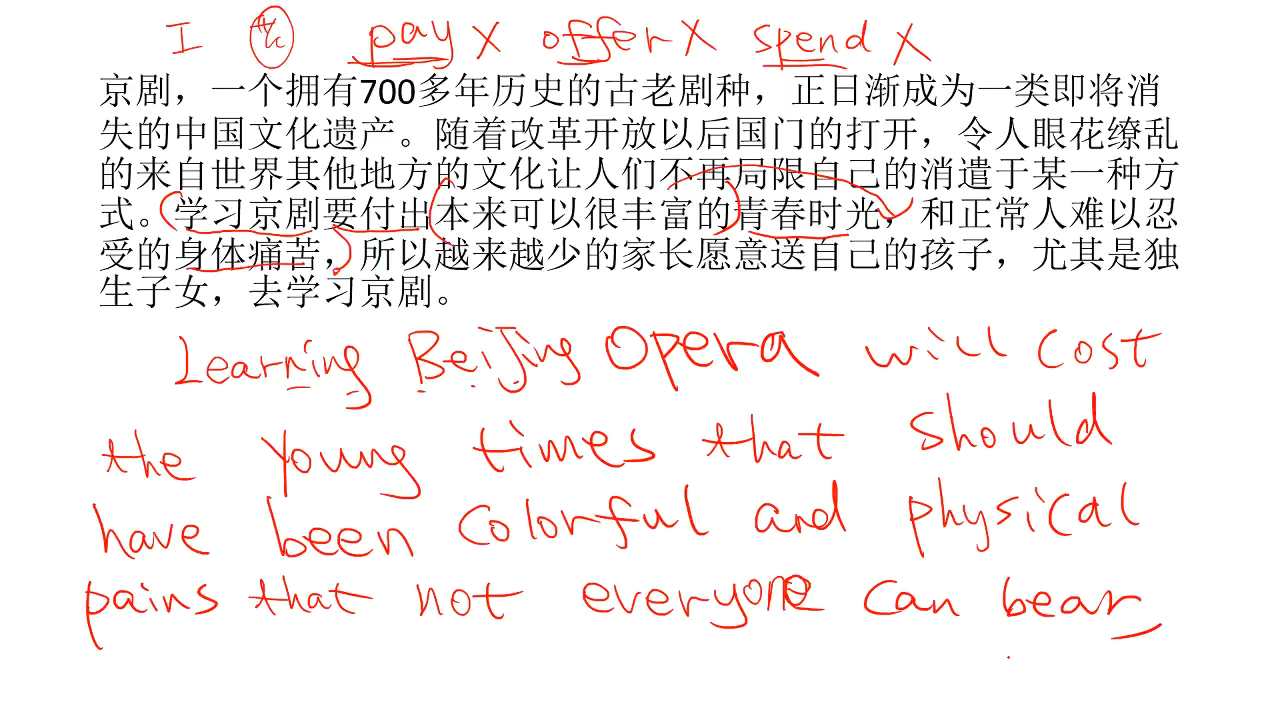 I pay X offer X spend X
京剧，一个拥有700多年历史的古老剧种，正日渐成为一类即将消
失的中国文化遗产。随着改革开放以后国门的打开，令人眼花缭乱
的来自世界其他地方的文化让人们不再局限自己的消遣于某一种方
式。学习京剧要付出本来可以很丰富的青春时光，和正常人难以忍
受的身体痛苦，所以越来越少的家长愿意送自己的孩子，尤其是独
生子女，去学习京剧。
Learning Beijing Opera will cost
the young times that should
have been colorful and physical
pains that not everyone can bear